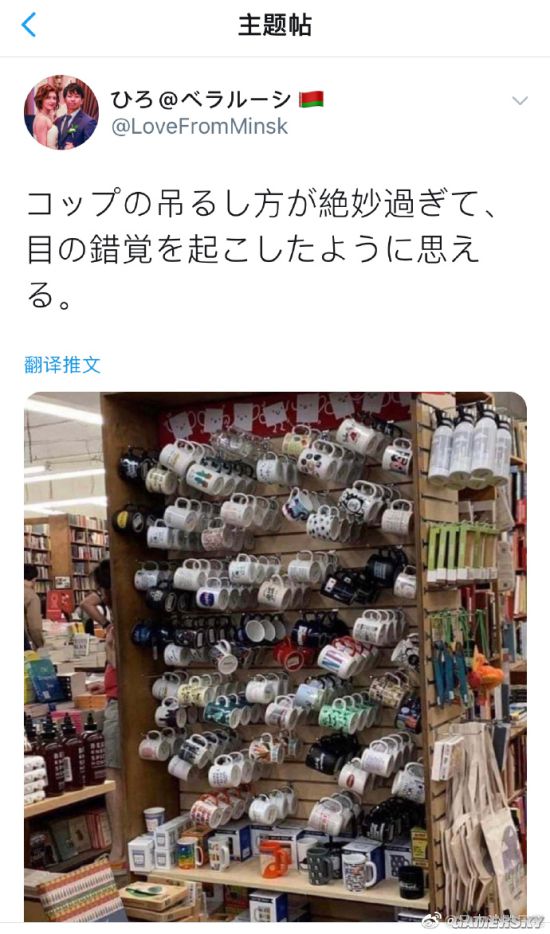 主题帖
ひろ@ベラルーシ
@LoveFromMinsk
コップの吊るし方が絶妙過ぎて、
目の錯覚を起こしたように思え
る。
翻译推文